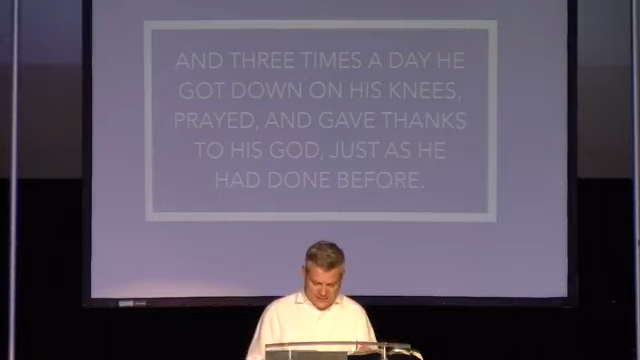 AND THREE TIMES A DAY HE
GOT DOWN ON HIS KNEES,
PRAYED, AND GAVE THANKS
TO HIS GOD, JUST AS HE
HAD DONE BEFORE.